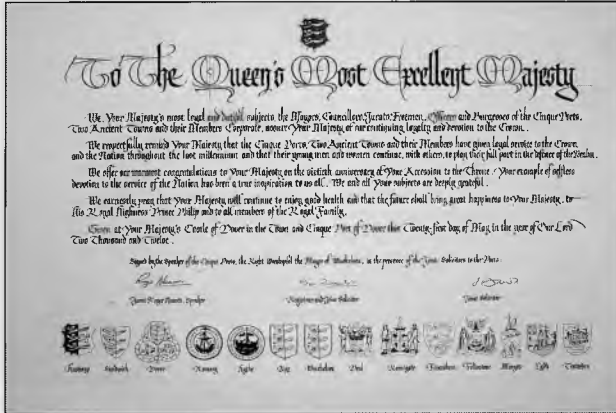 To The Queen's Most Excellent Majesty
We, Your Majesty's most loyal and dutiful subjects, the Mayors, Councillors, Jurats, Freemen, Officers and Burgesses of the Cinque Ports,
Two Ancient Towns and their Members Corporate, assure Your Majesty of our continuing loyalty and devotion to the Crown.
We respectfully remind Your Majesty that the Cinque Ports, Two Ancient Towns and their Members have given loyal service to the Crown
and the Nation throughout the last millennium and that their young men and women continue, with others, to play their full part in the defence of the Realm.
We offer our warmest congratulations to Your Majesty on the sixtieth anniversary of Your Accession to the Throne. Your example of selfless
devotion to the service of the Nation has been a true inspiration to us all. We and all Your subjects are deeply grateful.
We earnestly pray that Your Majesty will continue to enjoy good health and that the future shall bring great happiness to Your Majesty, to
His Royal Highness Prince Philip and to all members of the Royal Family.
Given at Your Majesty's Castle of Dover in the Town and Cinque Port of Dover this Twenty-first day of May in the year of Our Lord
Two Thousand and Twelve.
Signed by the Speaker of the Cinque Ports, the Right Worshipful the Mayor of in the presence of the Joint Solicitors to the Ports.
Speaker
Registrar and Joint Solicitor
Joint Solicitor
Hastings Sandwich Dover Romney Hythe Rye Winchelsea Deal Ramsgate Faversham Folkestone Margate Lydd Tenterden